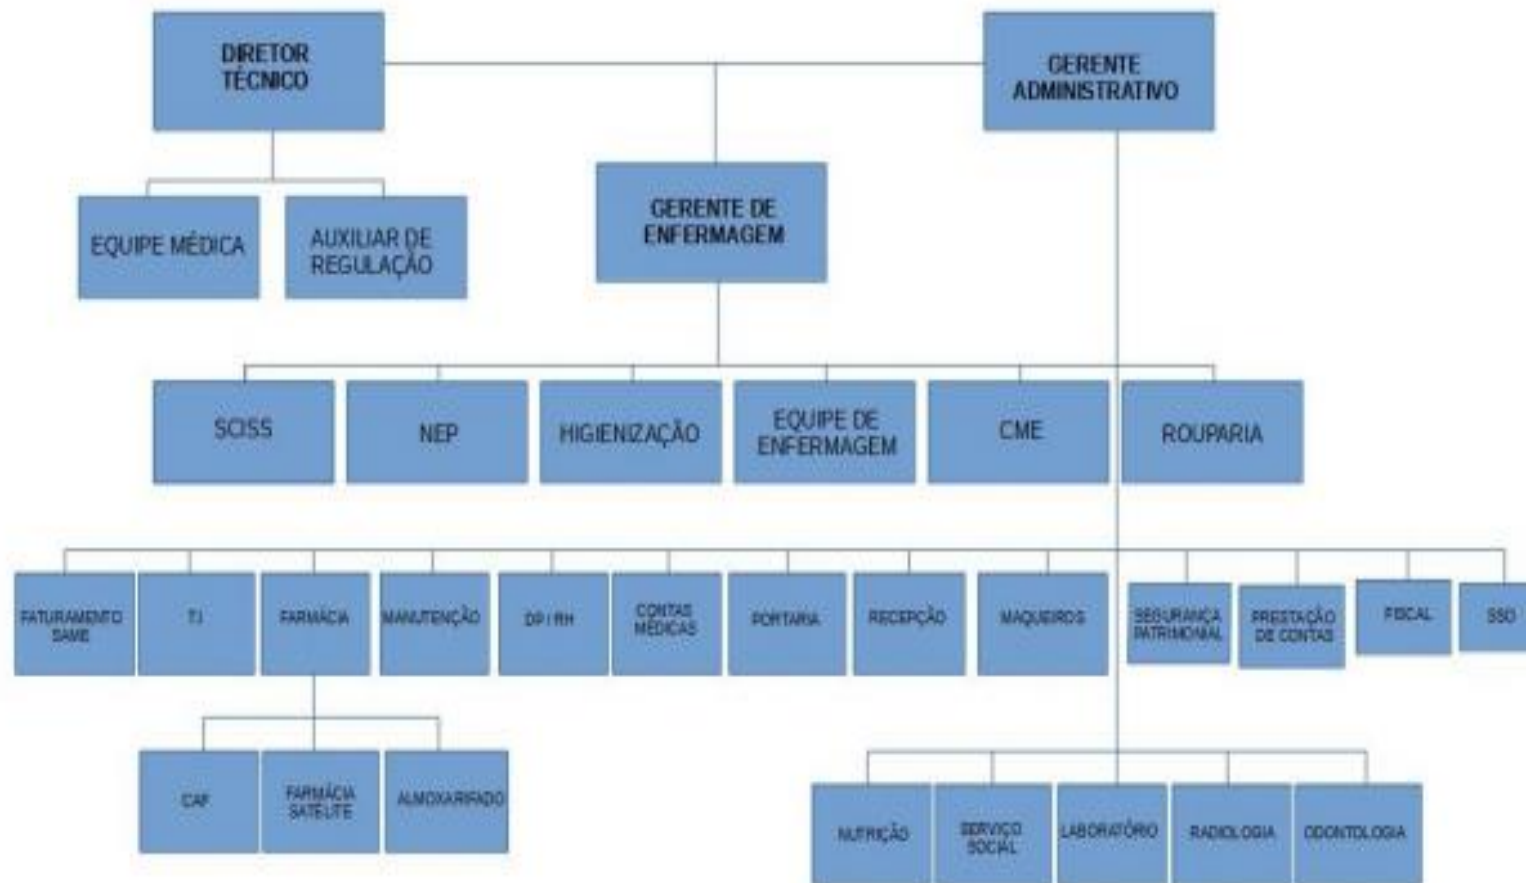 DIRETOR
TÉCNICO
GERENTE
ADMINISTRATIVO
GERENTE DE
ENFERMAGEM
EQUIPE MÉDICA
AUXILIAR DE
REGULAÇÃO
SCISS
NEP
HIGIENIZAÇÃO
EQUIPE DE
ENFERMAGEM
CME
ROUPARIA
FATURAMENTO
SAME
T.I
FARMÁCIA
MANUTENÇÃO
DP / RH
CONTAS
MÉDICAS
PORTARIA
RECEPÇÃO
MAQUEIROS
SEGURANÇA
PATRIMONIAL
PRESTAÇÃO
DE CONTAS
FISCAL
CAF
FARMÁCIA
SATÉLITE
ALMOXARIFADO
NUTRIÇÃO
SERVIÇO
SOCIAL
LABORATÓRIO
RADIOLOGIA
ODONTOLOGIA